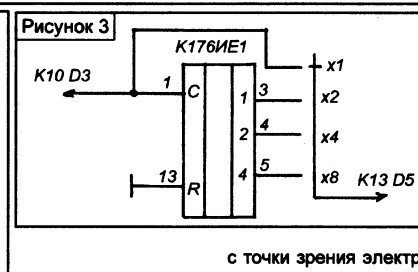 Рисунок 3
К176ИЕ1
К10 D3
1
С
1
3
x1
x2
2
4
x4
13
R
4
5
x8
К13 D5
с точки зрения электр